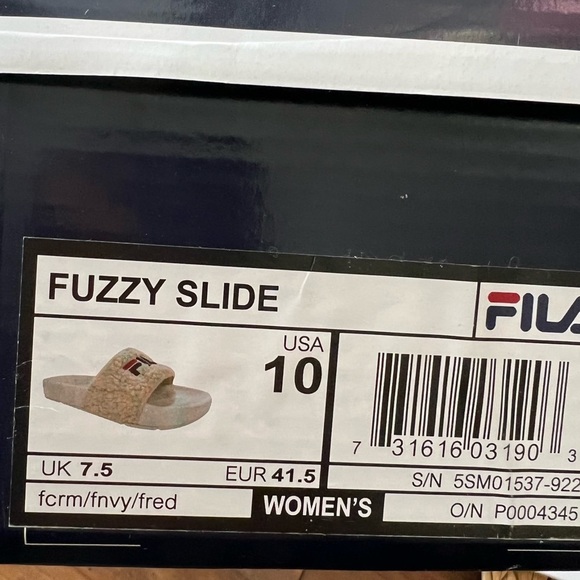 FUZZY SLIDE
FILA
USA
10
7 31616 03190 3
UK 7.5 EUR 41.5
S/N 5SM01537-922
fcrm/fnvy/fred WOMEN'S
O/N P0004345